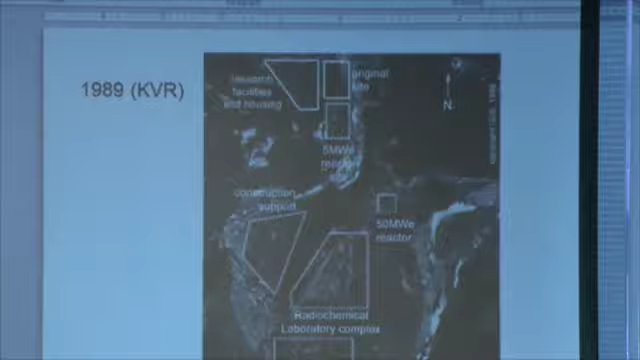 1989 (KVR)
research
facilities
and housing
original
site
N
5MWe
reactor
construction
support
50MWe
reactor
Radiochemical
Laboratory complex